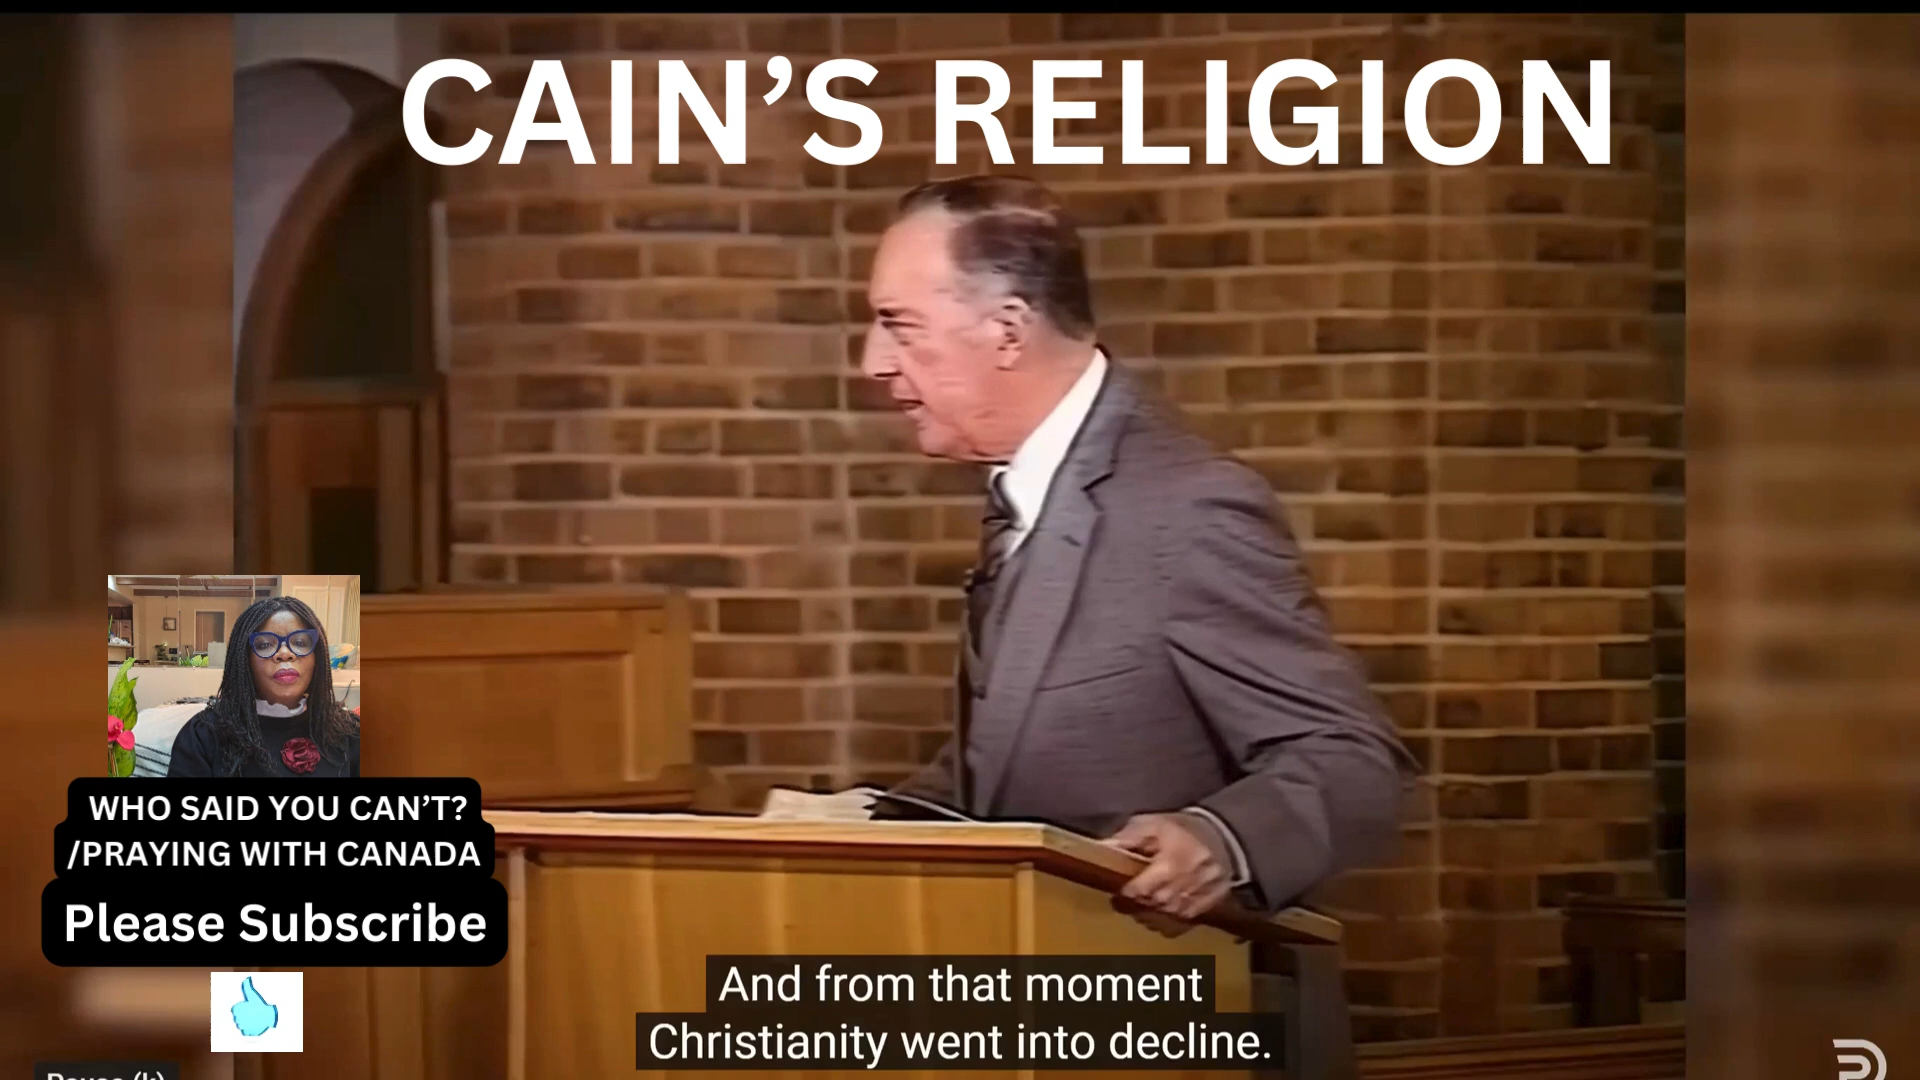 CAIN’S RELIGION
WHO SAID YOU CAN’T?
/PRAYING WITH CANADA
Please Subscribe
And from that moment
Christianity went into decline.
Pause (k)